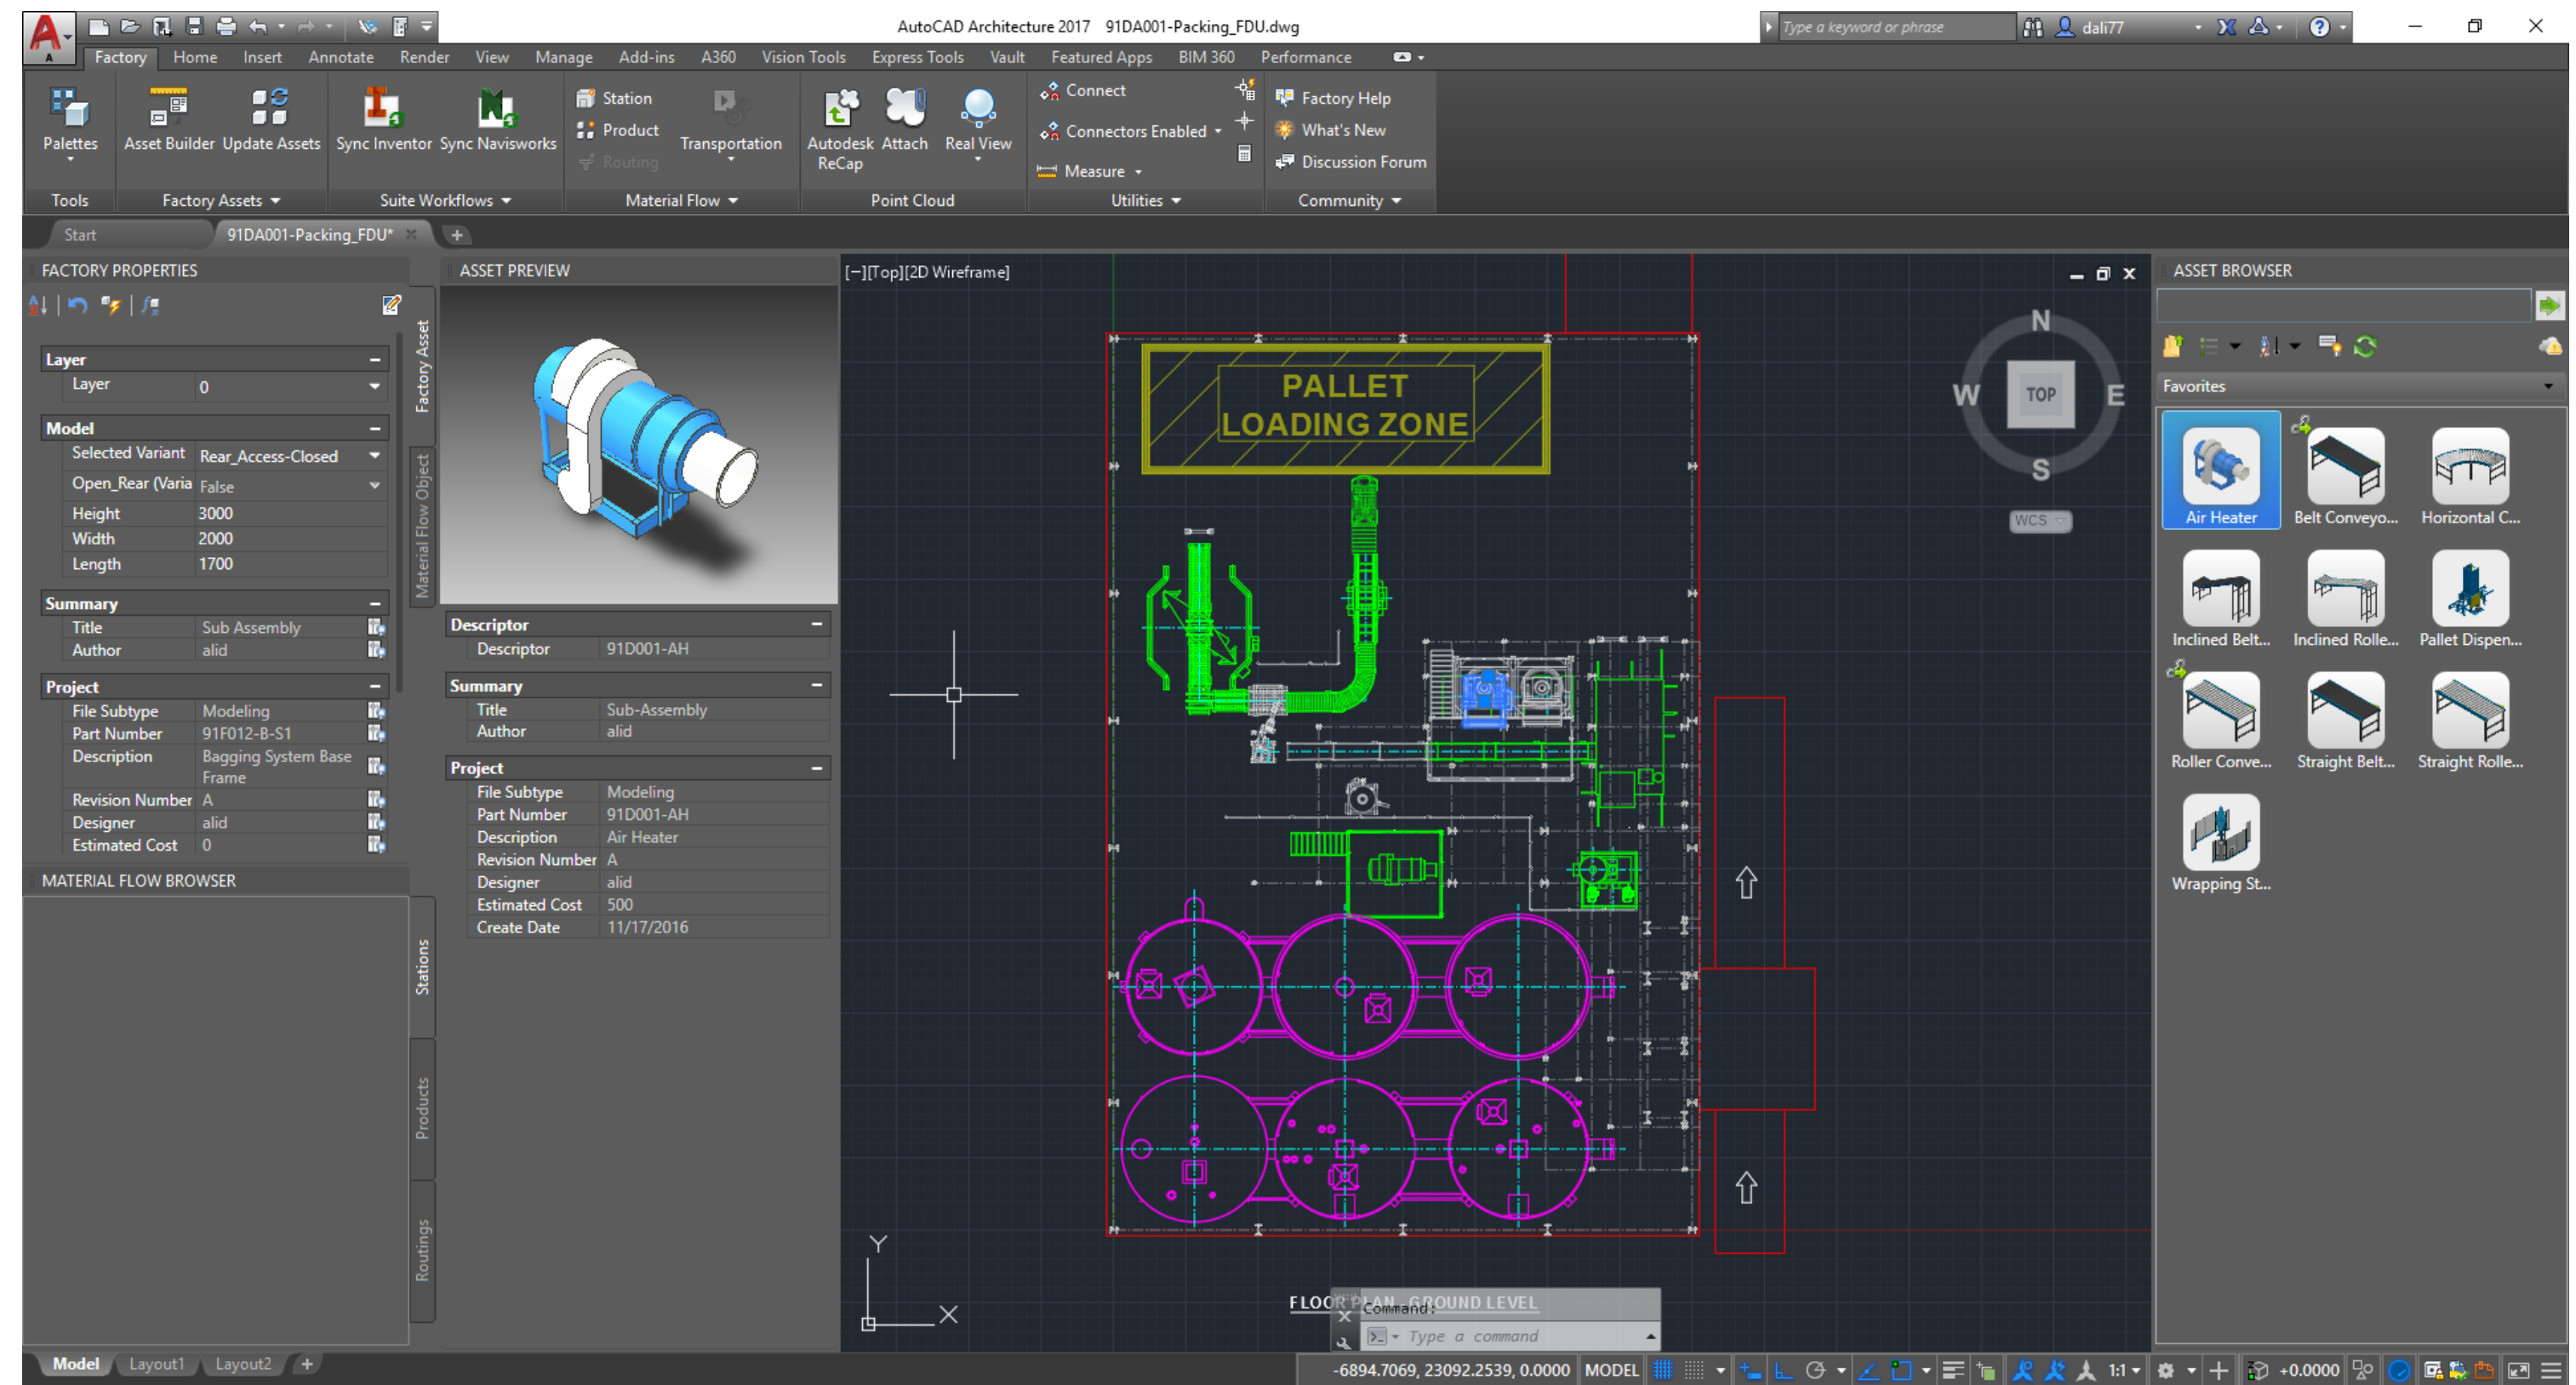 AutoCAD Architecture 2017 91DA001-Packing_FDU.dwg
Type a keyword or phrase
dali77
A
Factory Home Insert Annotate Render View Manage Add-ins A360 Vision Tools Express Tools Vault Featured Apps BIM 360 Performance
Palettes
Asset Builder
Update Assets
Sync Inventor
Sync Navisworks
Station
Product
Routing
Transportation
Autodesk
ReCap
Attach
Real View
Connect
Connectors Enabled
Measure
Factory Help
What's New
Discussion Forum
Tools Factory Assets Suite Workflows Material Flow Point Cloud Utilities Community
Start 91DA001-Packing_FDU*
FACTORY PROPERTIES
Layer
Layer 0
Model
Selected Variant Rear_Access-Closed
Open_Rear (Varia False
Height 3000
Width 2000
Length 1700
Summary
Title Sub Assembly
Author alid
Project
File Subtype Modeling
Part Number 91F012-B-S1
Description Bagging System Base
Frame
Revision Number A
Designer alid
Estimated Cost 0
Factory Asset
Material Flow Object
MATERIAL FLOW BROWSER
Stations
Products
Routings
ASSET PREVIEW
Descriptor
Descriptor 91D001-AH
Summary
Title Sub-Assembly
Author alid
Project
File Subtype Modeling
Part Number 91D001-AH
Description Air Heater
Revision Number A
Designer alid
Estimated Cost 500
Create Date 11/17/2016
[−][Top][2D Wireframe]
PALLET
LOADING ZONE
N
W TOP E
S
WCS
Y
X
FLOOR PLAN GROUND LEVEL
Command:
Type a command
ASSET BROWSER
Favorites
Air Heater Belt Conveyo... Horizontal C...
Inclined Belt... Inclined Rolle... Pallet Dispen...
Roller Conve... Straight Belt... Straight Rolle...
Wrapping St...
Model Layout1 Layout2 +
-6894.7069, 23092.2539, 0.0000 MODEL 1:1 +0.0000